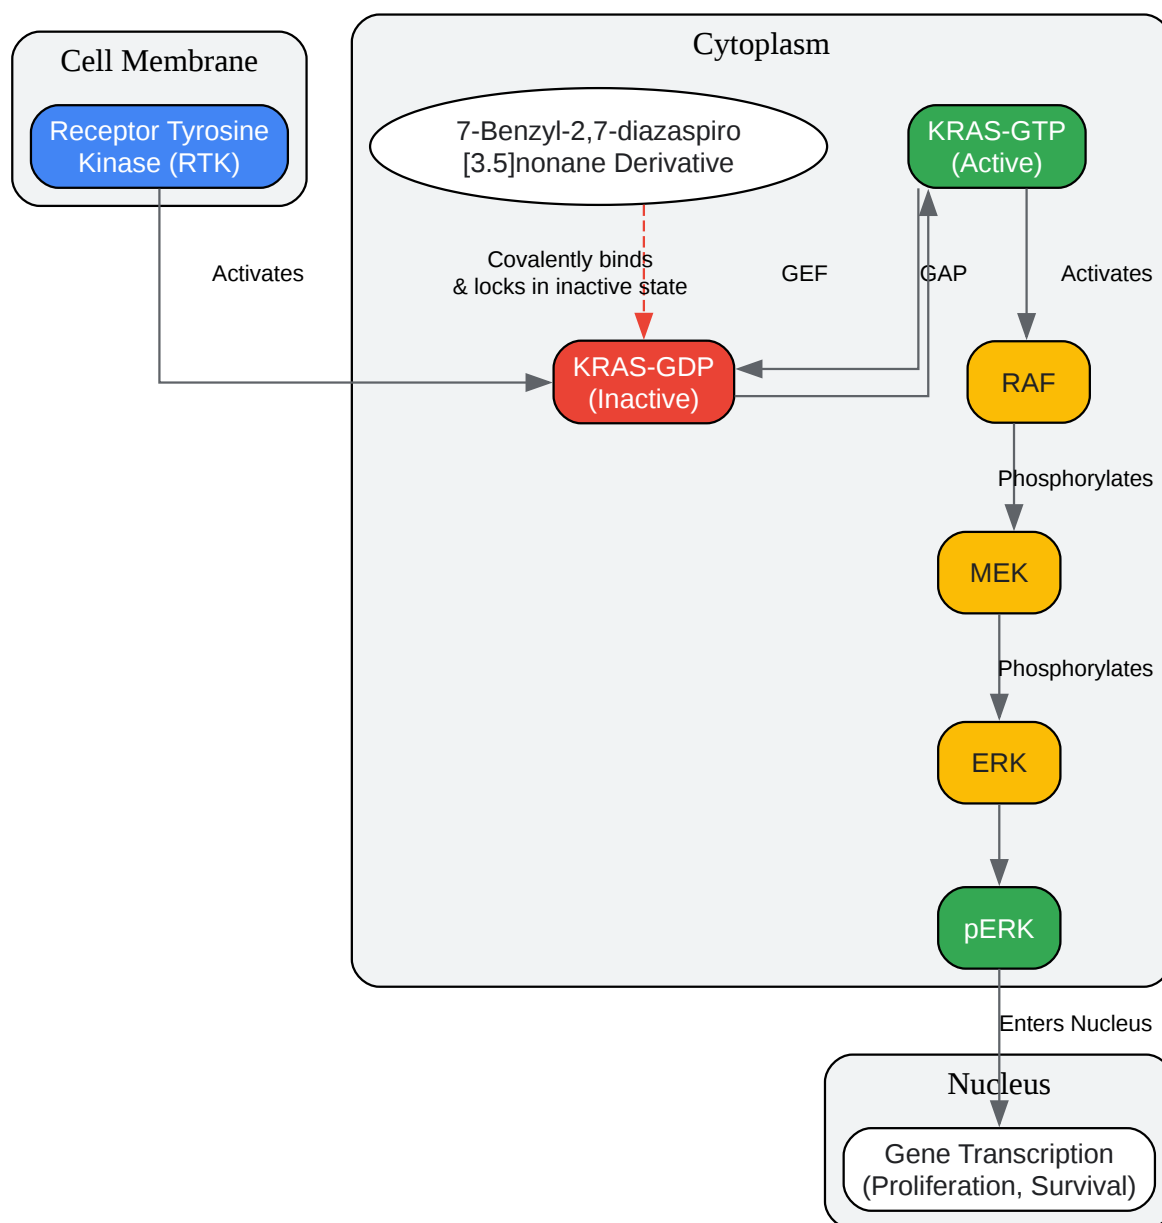 Cell Membrane
Receptor Tyrosine
Kinase (RTK)
Activates
Cytoplasm
7-Benzyl-2,7-diazaspiro
[3.5]nonane Derivative
KRAS-GTP
(Active)
Covalently binds
& locks in inactive state
GEF
GAP
Activates
KRAS-GDP
(Inactive)
RAF
Phosphorylates
MEK
Phosphorylates
ERK
pERK
Enters Nucleus
Nucleus
Gene Transcription
(Proliferation, Survival)